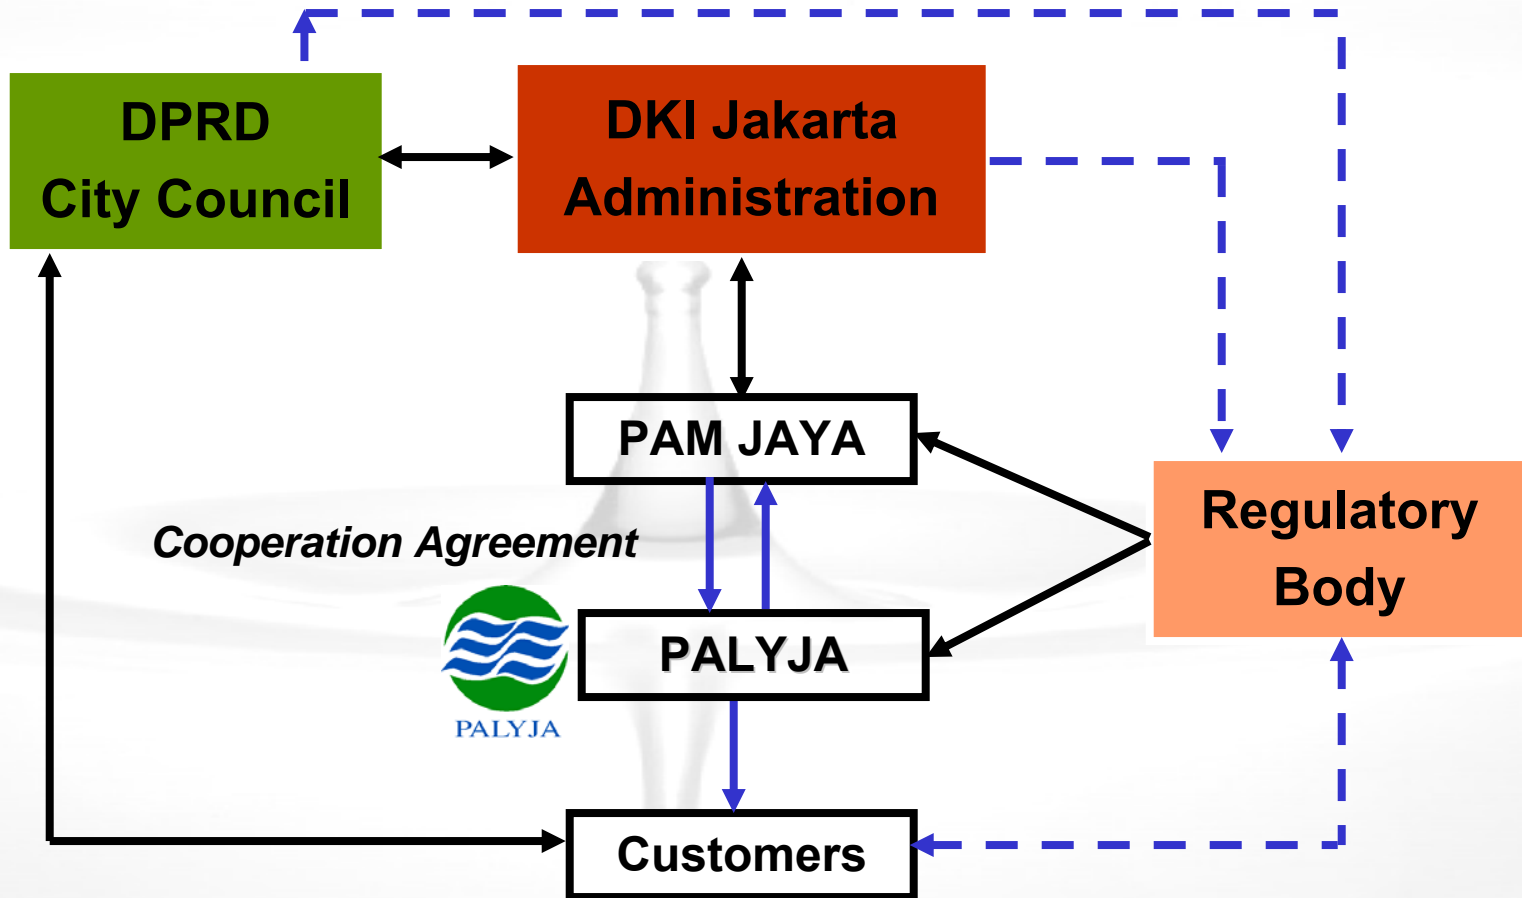 DPRD
City Council
DKI Jakarta
Administration
PAM JAYA
Regulatory
Body
Cooperation Agreement
PALYJA
PALYJA
Customers